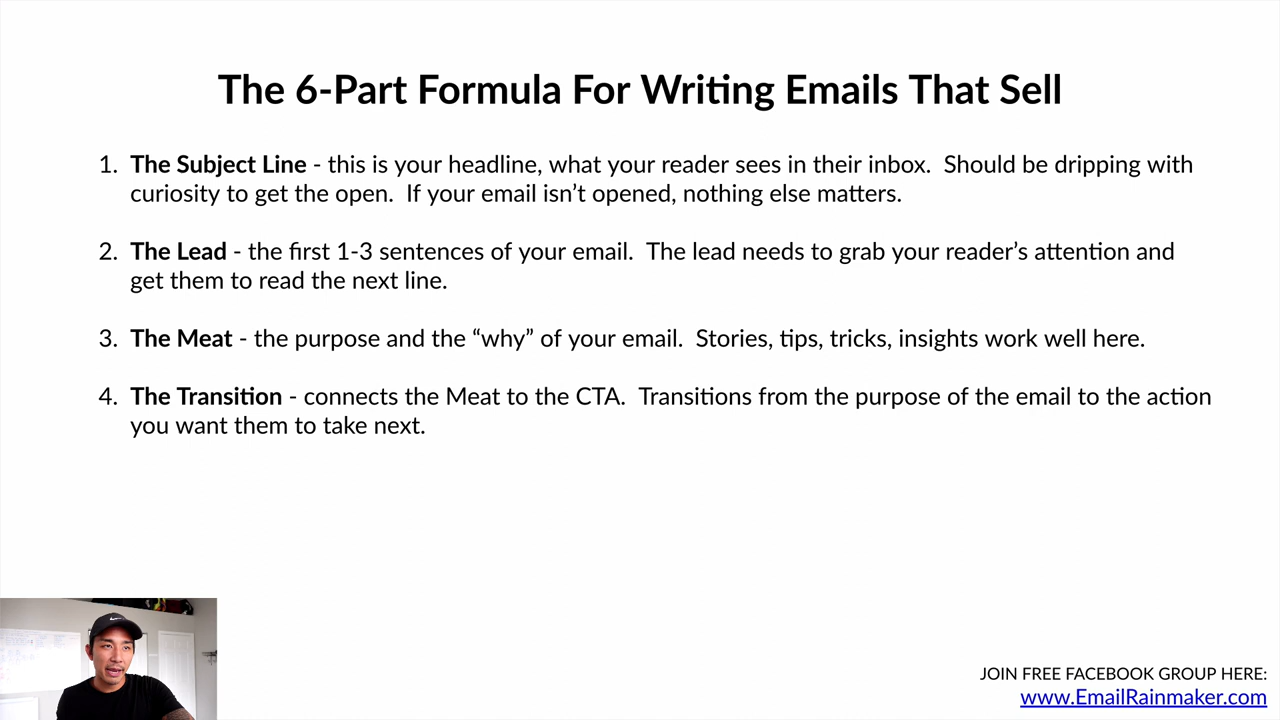 The 6-Part Formula For Writing Emails That Sell
1. The Subject Line - this is your headline, what your reader sees in their inbox.  Should be dripping with
curiosity to get the open.  If your email isn’t opened, nothing else matters.
2. The Lead - the first 1-3 sentences of your email.  The lead needs to grab your reader’s attention and
get them to read the next line.
3. The Meat - the purpose and the “why” of your email.  Stories, tips, tricks, insights work well here.
4. The Transition - connects the Meat to the CTA.  Transitions from the purpose of the email to the action
you want them to take next.
JOIN FREE FACEBOOK GROUP HERE:
www.EmailRainmaker.com